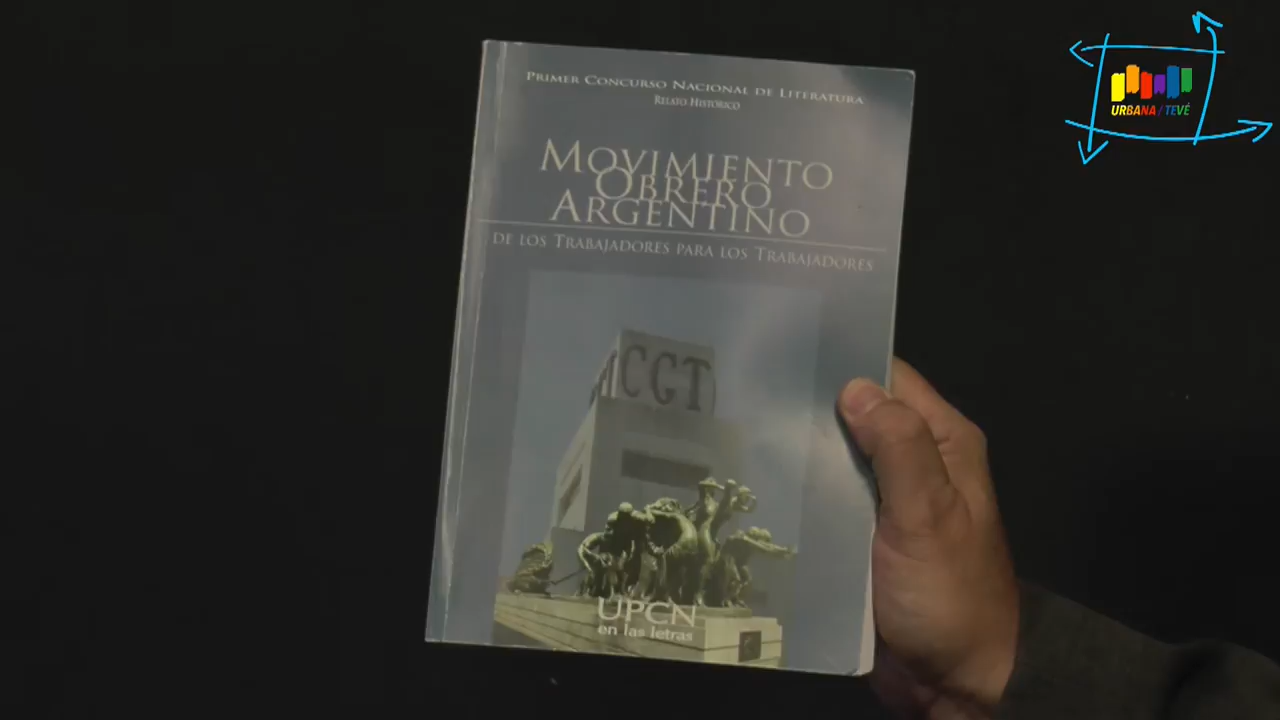 PRIMER CONCURSO NACIONAL DE LITERATURA
RELATO HISTÓRICO
MOVIMIENTO
OBRERO
ARGENTINO
DE LOS TRABAJADORES PARA LOS TRABAJADORES
CGT
UPCN
en las letras
URBANA/TEVÉ